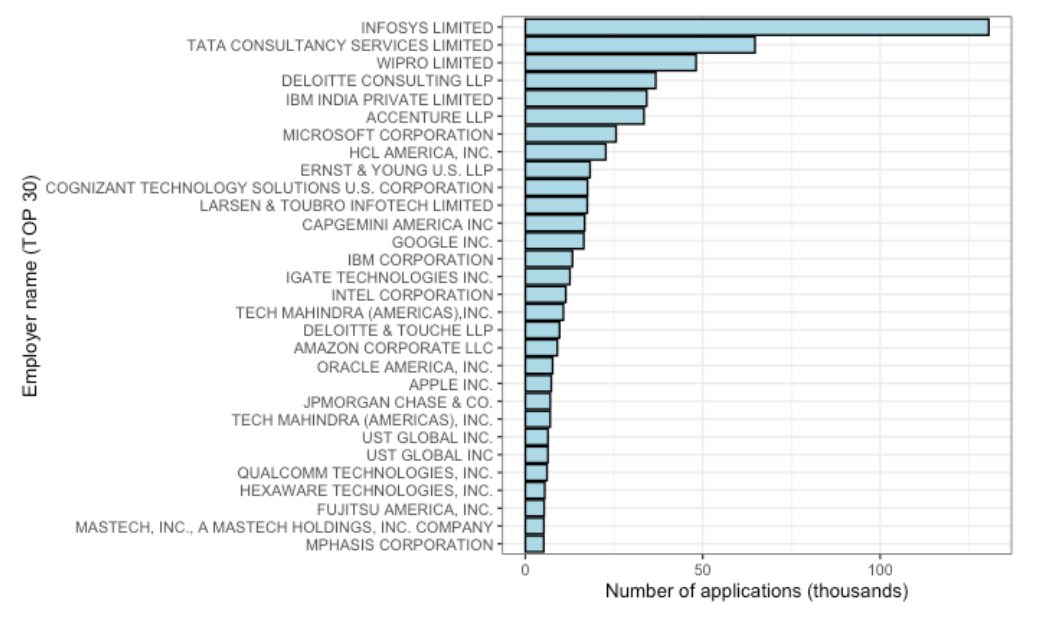 INFOSYS LIMITED
TATA CONSULTANCY SERVICES LIMITED
WIPRO LIMITED
DELOITTE CONSULTING LLP
IBM INDIA PRIVATE LIMITED
ACCENTURE LLP
MICROSOFT CORPORATION
HCL AMERICA, INC.
ERNST & YOUNG U.S. LLP
COGNIZANT TECHNOLOGY SOLUTIONS U.S. CORPORATION
LARSEN & TOUBRO INFOTECH LIMITED
CAPGEMINI AMERICA INC
GOOGLE INC.
IBM CORPORATION
IGATE TECHNOLOGIES INC.
INTEL CORPORATION
TECH MAHINDRA (AMERICAS),INC.
DELOITTE & TOUCHE LLP
AMAZON CORPORATE LLC
ORACLE AMERICA, INC.
APPLE INC.
JPMORGAN CHASE & CO.
TECH MAHINDRA (AMERICAS), INC.
UST GLOBAL INC.
UST GLOBAL INC
QUALCOMM TECHNOLOGIES, INC.
HEXAWARE TECHNOLOGIES, INC.
FUJITSU AMERICA, INC.
MASTECH, INC., A MASTECH HOLDINGS, INC. COMPANY
MPHASIS CORPORATION
Employer name (TOP 30)
0 50 100
Number of applications (thousands)